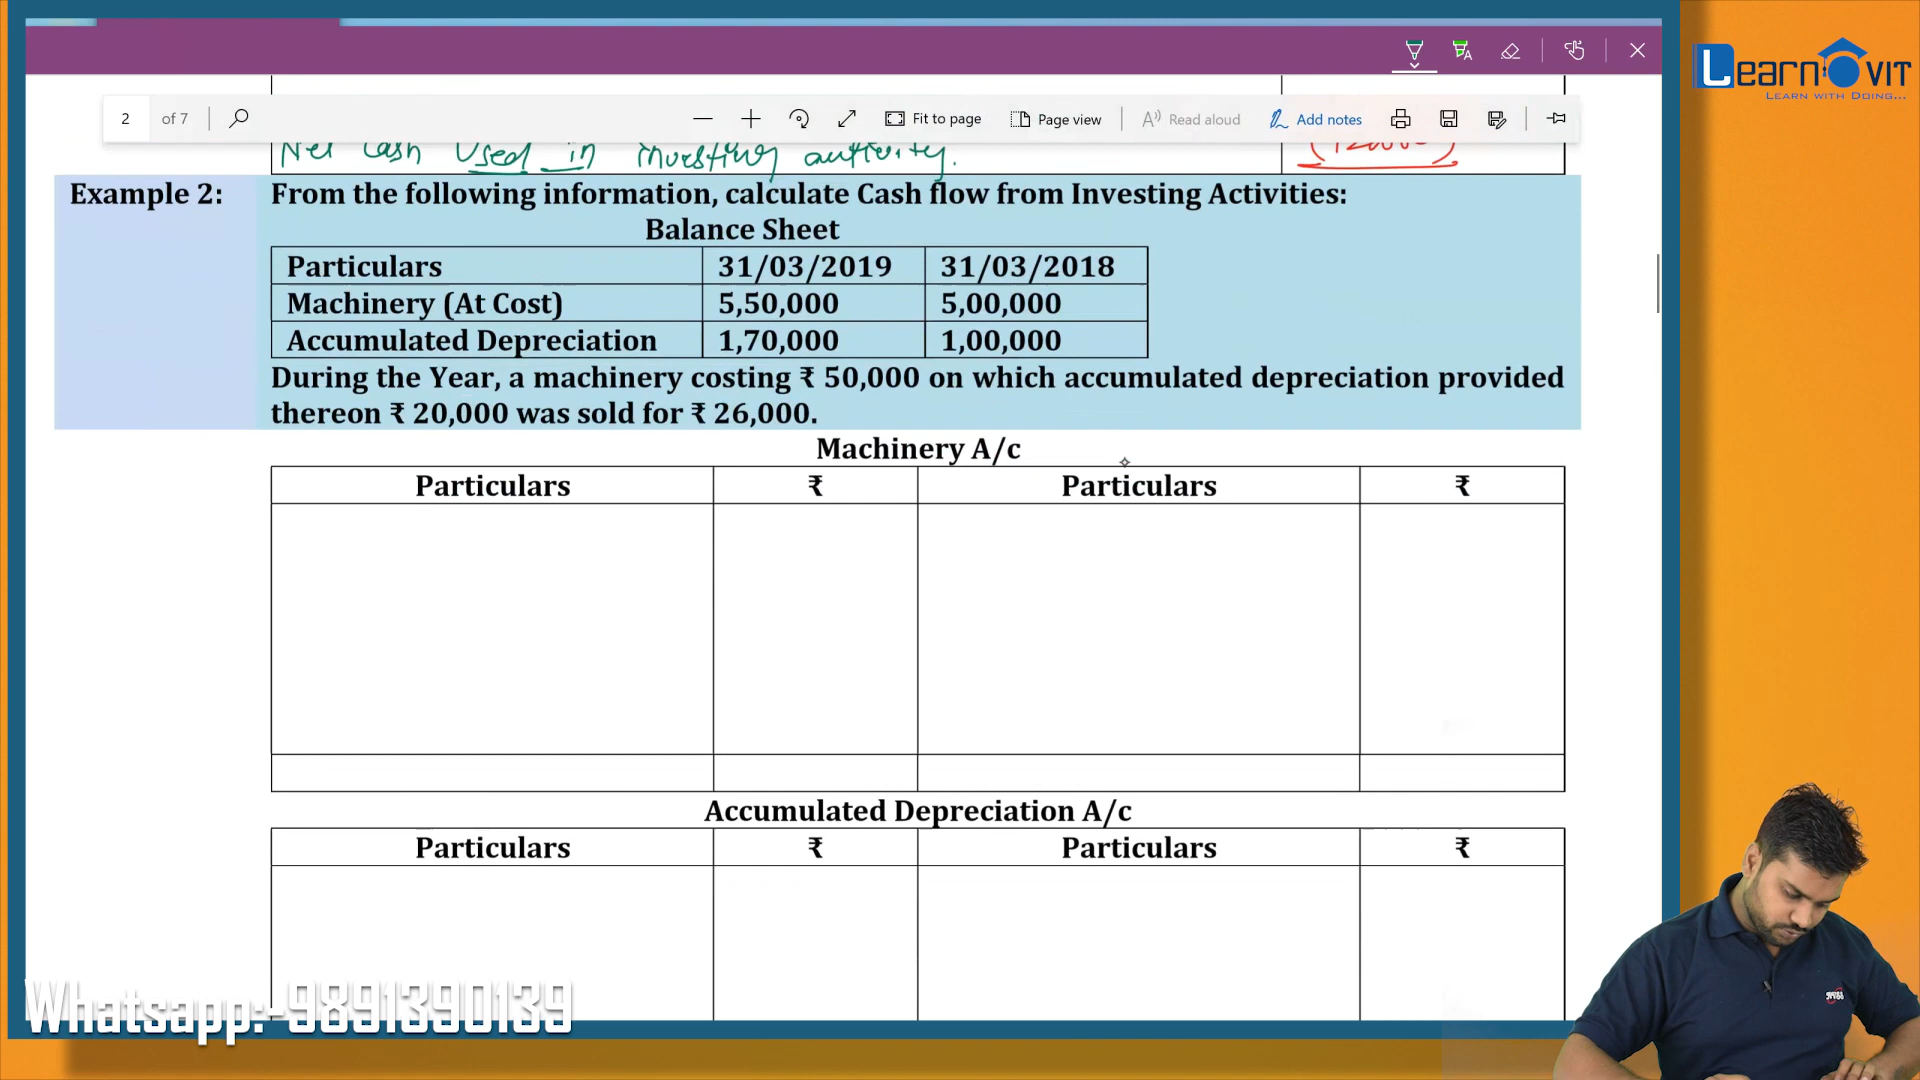 Learn VIT
Learn with Doing...
2 of 7
Fit to page
Page view
Read aloud
Add notes
Net Cash Used in investing activity.
Example 2: From the following information, calculate Cash flow from Investing Activities:
Balance Sheet
Particulars 31/03/2019 31/03/2018
Machinery (At Cost) 5,50,000 5,00,000
Accumulated Depreciation 1,70,000 1,00,000
During the Year, a machinery costing ₹ 50,000 on which accumulated depreciation provided
thereon ₹ 20,000 was sold for ₹ 26,000.
Machinery A/c
Particulars ₹ Particulars ₹
Accumulated Depreciation A/c
Particulars ₹ Particulars ₹
Whatsapp:-9891390139